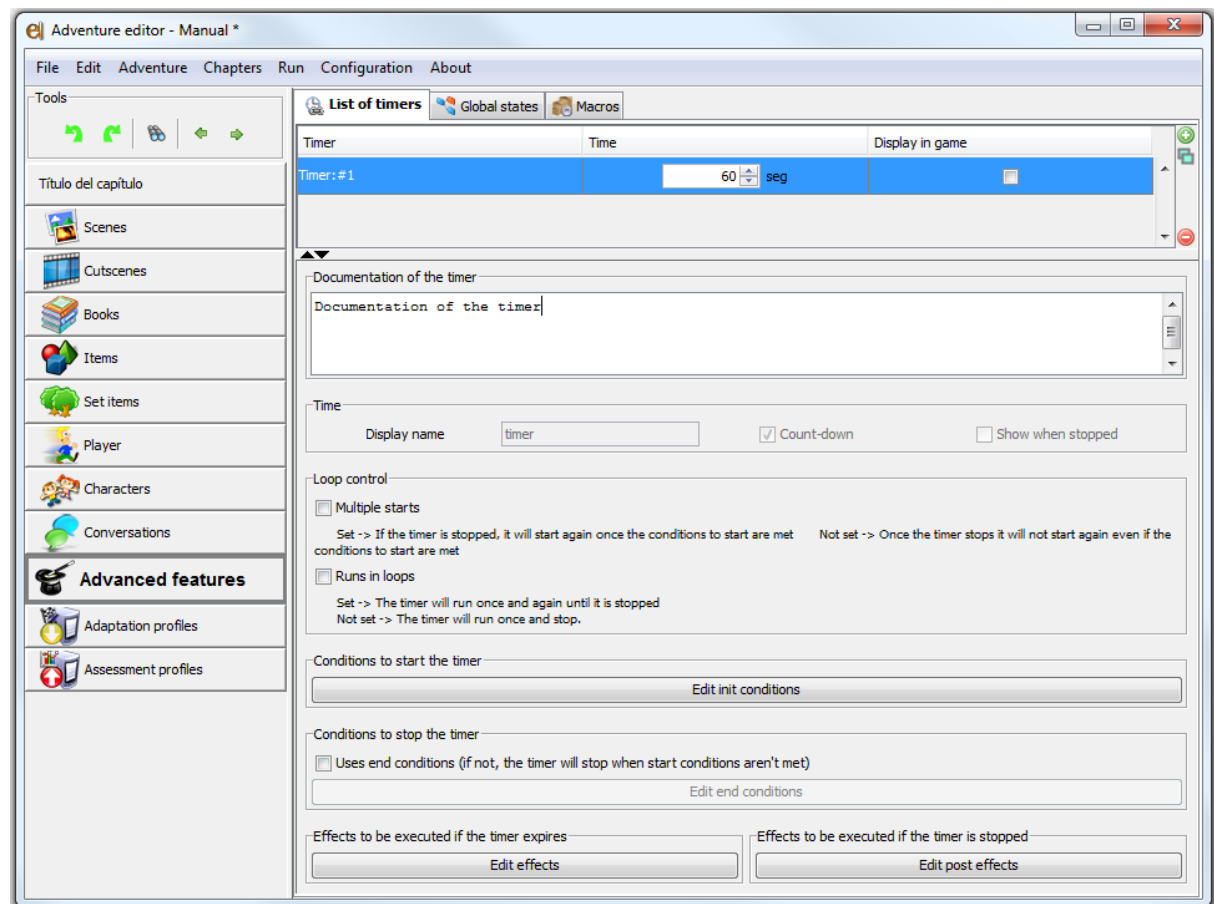 Adventure editor - Manual *
File Edit Adventure Chapters Run Configuration About
Tools
Título del capítulo
Scenes
Cutscenes
Books
Items
Set items
Player
Characters
Conversations
Advanced features
Adaptation profiles
Assessment profiles
List of timers Global states Macros
Timer Time Display in game
Timer:#1 60 seg
Documentation of the timer
Documentation of the timer
Time
Display name timer Count-down Show when stopped
Loop control
Multiple starts
Set -> If the timer is stopped, it will start again once the conditions to start are met Not set -> Once the timer stops it will not start again even if the
conditions to start are met
Runs in loops
Set -> The timer will run once and again until it is stopped
Not set -> The timer will run once and stop.
Conditions to start the timer
Edit init conditions
Conditions to stop the timer
Uses end conditions (if not, the timer will stop when start conditions aren't met)
Edit end conditions
Effects to be executed if the timer expires Effects to be executed if the timer is stopped
Edit effects Edit post effects